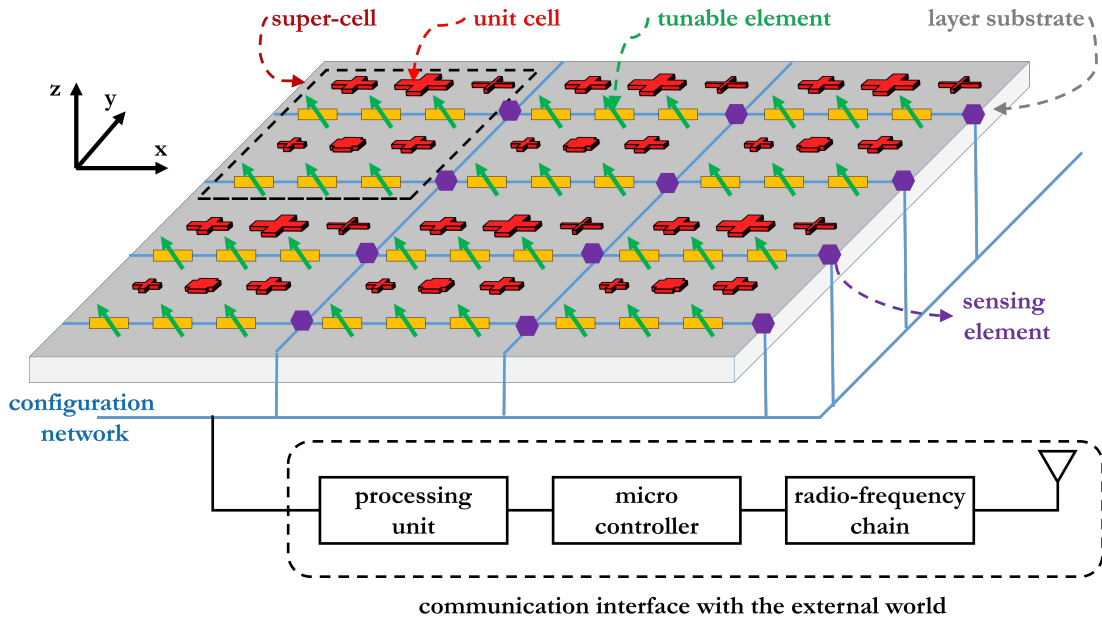 super-cell
unit cell
tunable element
layer substrate
z
y
x
sensing
element
configuration
network
processing
unit
micro
controller
radio-frequency
chain
communication interface with the external world